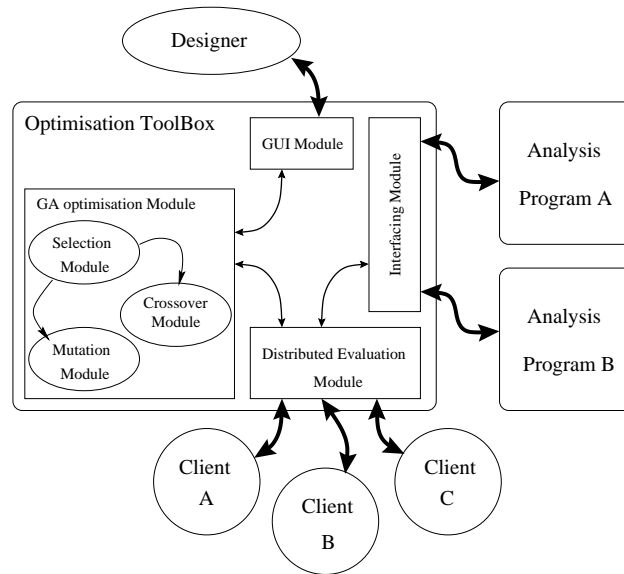 Designer
Optimisation ToolBox
GUI Module
Interfacing Module
Analysis
Program A
GA optimisation Module
Selection
Module
Crossover
Module
Mutation
Module
Analysis
Program B
Distributed Evaluation
Module
Client
A
Client
B
Client
C